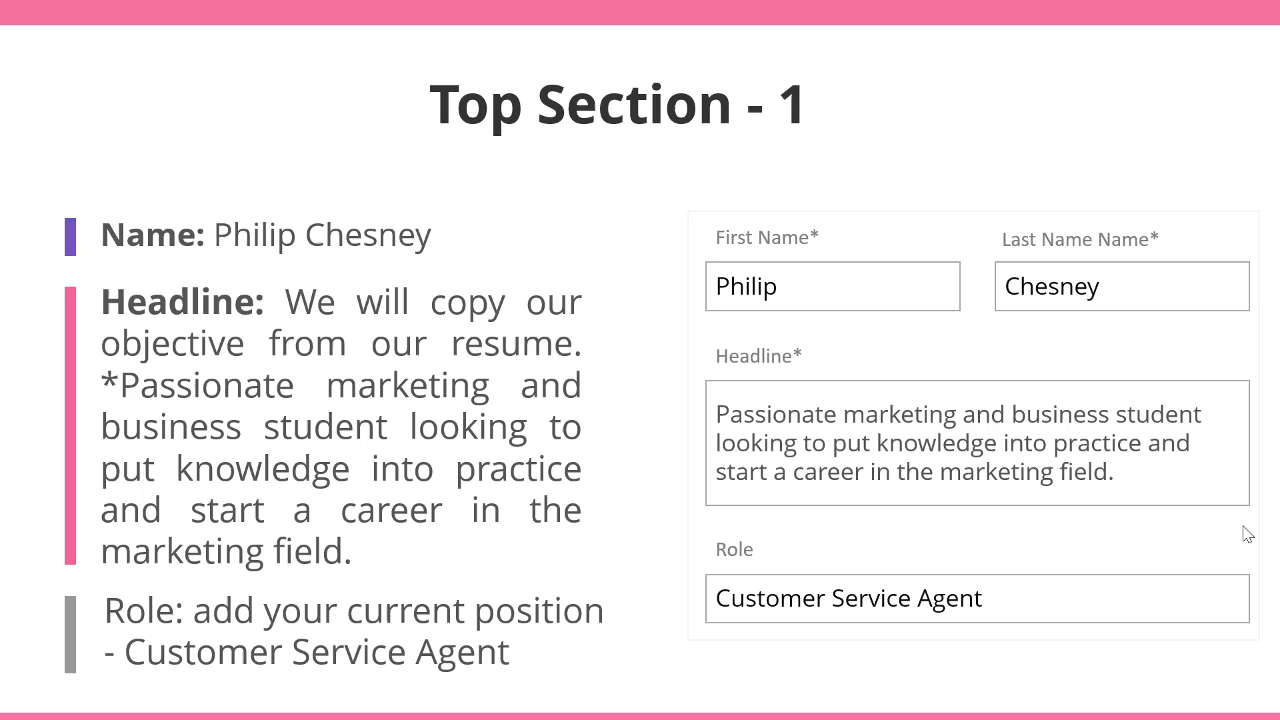 Top Section - 1
Name: Philip Chesney
Headline: We will copy our
objective from our resume.
*Passionate marketing and
business student looking to
put knowledge into practice
and start a career in the
marketing field.
Role: add your current position
- Customer Service Agent
First Name*
Last Name Name*
Philip
Chesney
Headline*
Passionate marketing and business student
looking to put knowledge into practice and
start a career in the marketing field.
Role
Customer Service Agent